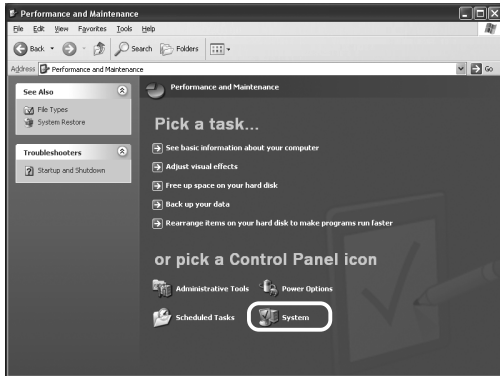 Performance and Maintenance
File Edit View Favorites Tools Help
Back Search Folders
Address Performance and Maintenance Go
See Also
File Types
System Restore
Troubleshooters
Startup and Shutdown
Performance and Maintenance
Pick a task...
See basic information about your computer
Adjust visual effects
Free up space on your hard disk
Back up your data
Rearrange items on your hard disk to make programs run faster
or pick a Control Panel icon
Administrative Tools Power Options
Scheduled Tasks System